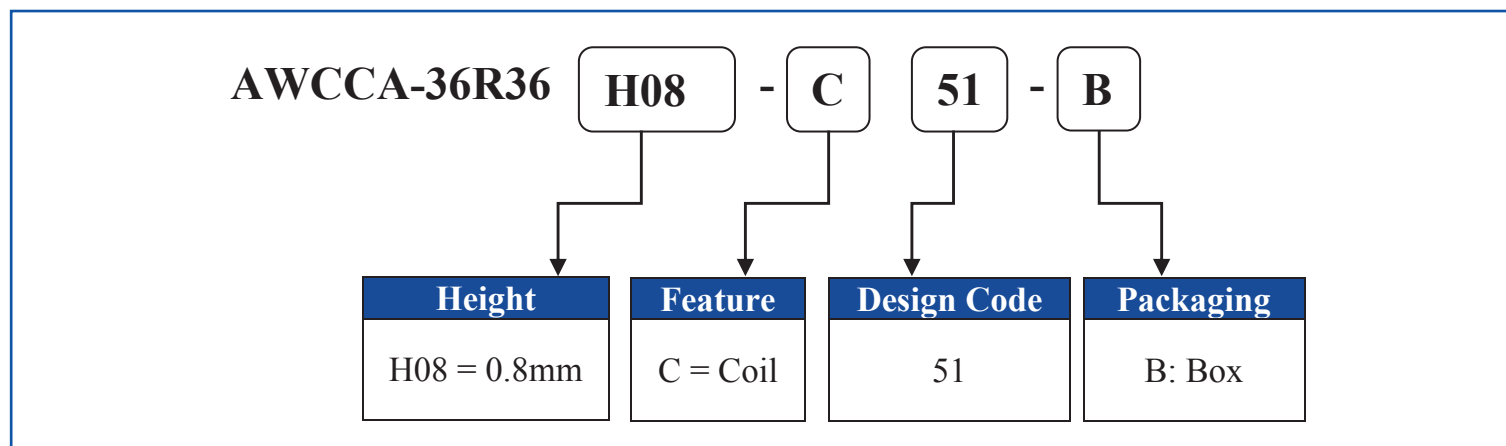 AWCCA-36R36 H08 - C 51 - B
Height Feature Design Code Packaging
H08 = 0.8mm C = Coil 51 B: Box